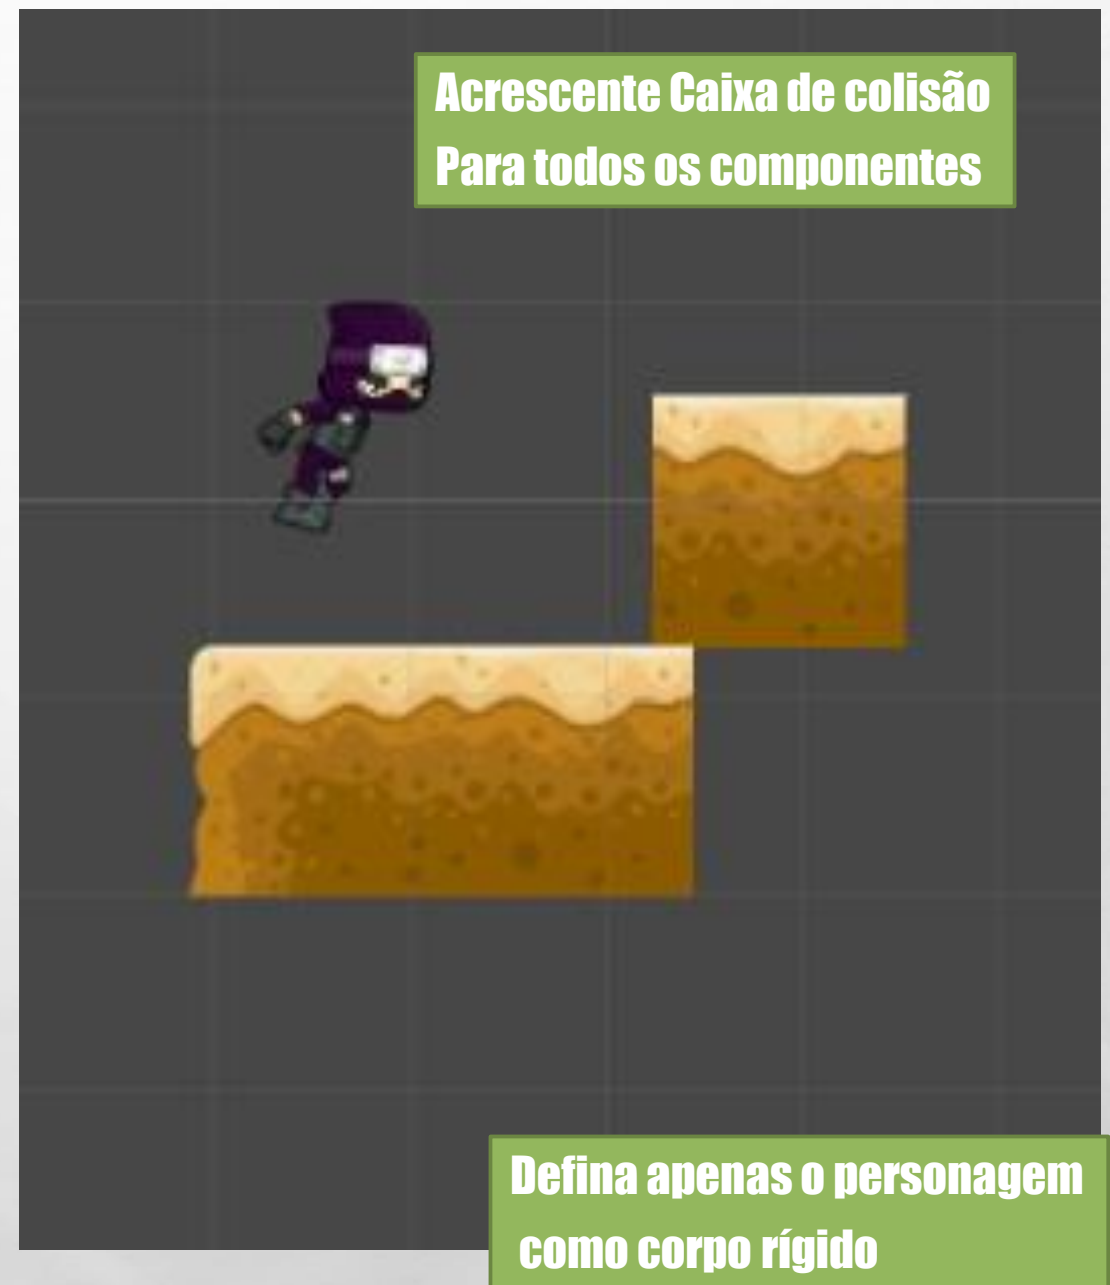 Acrescente Caixa de colisão
Para todos os componentes
Defina apenas o personagem
como corpo rígido